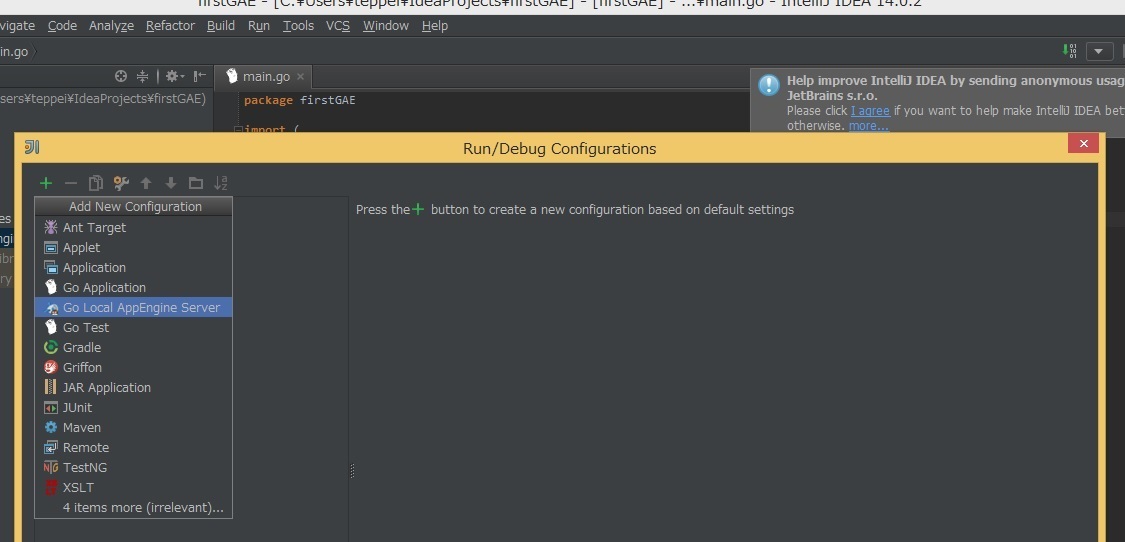 firstGAE - [C:¥Users¥teppei¥IdeaProjects¥firstGAE] - [firstGAE] - ...¥main.go - IntelliJ IDEA 14.0.2
vigate Code Analyze Refactor Build Run Tools VCS Window Help
in.go
sers¥teppei¥IdeaProjects¥firstGAE)
main.go
package firstGAE
import (
Help improve IntelliJ IDEA by sending anonymous usag
JetBrains s.r.o.
Please click I agree if you want to help make IntelliJ IDEA bet
otherwise. more...
Run/Debug Configurations
Add New Configuration
Press the + button to create a new configuration based on default settings
Ant Target
Applet
Application
Go Application
Go Local AppEngine Server
Go Test
Gradle
Griffon
JAR Application
JUnit
Maven
Remote
TestNG
XSLT
4 items more (irrelevant)...
es
ngi
ibr
ry